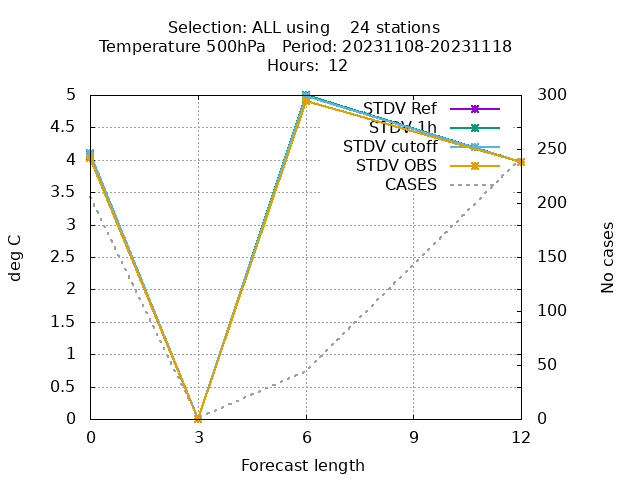 Selection: ALL using    24 stations
Temperature 500hPa   Period: 20231108-20231118
Hours: 12
STDV Ref
STDV 1h
STDV cutoff
STDV OBS
CASES
deg C
5
4.5
4
3.5
3
2.5
2
1.5
1
0.5
0
300
250
200
150
100
50
0
No cases
0 3 6 9 12
Forecast length